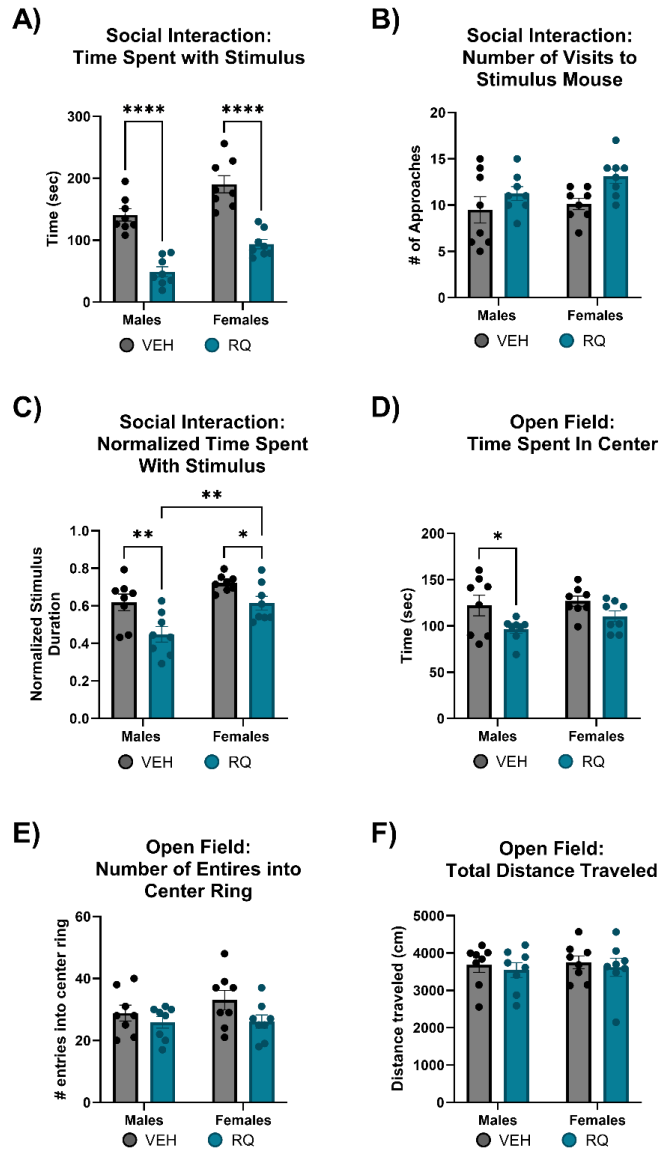 A)
Social Interaction:
Time Spent with Stimulus
****
****
300
200
100
0
Time (sec)
Males
Females
VEH
RQ
B)
Social Interaction:
Number of Visits to
Stimulus Mouse
20
15
10
5
0
# of Approaches
Males
Females
VEH
RQ
C)
Social Interaction:
Normalized Time Spent
With Stimulus
**
**
*
1.0
0.8
0.6
0.4
0.2
0.0
Normalized Stimulus
Duration
Males
Females
VEH
RQ
D)
Open Field:
Time Spent In Center
*
200
150
100
50
0
Time (sec)
Males
Females
VEH
RQ
E)
Open Field:
Number of Entires into
Center Ring
60
40
20
0
# entries into center ring
Males
Females
VEH
RQ
F)
Open Field:
Total Distance Traveled
5000
4000
3000
2000
1000
0
Distance traveled (cm)
Males
Females
VEH
RQ